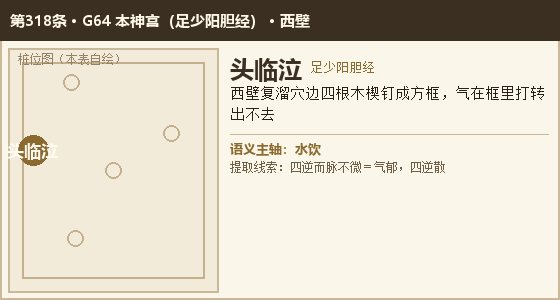 第318条・G64 本神宫（足少阳胆经）・西壁
桩位图（本表自绘）
头临泣 足少阳胆经
西壁复溜穴边四根木楔钉成方框，气在框里打转
出不去
头临泣
语义主轴：水饮
提取线索：四逆而脉不微＝气郁，四逆散